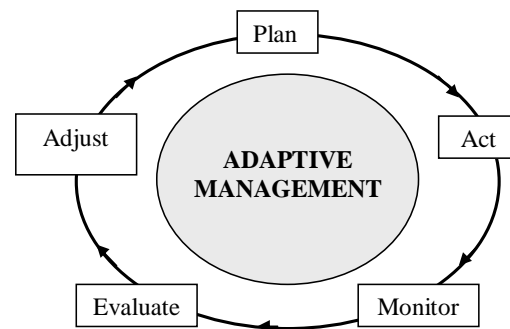 Plan
Act
Monitor
Evaluate
Adjust
ADAPTIVE
MANAGEMENT